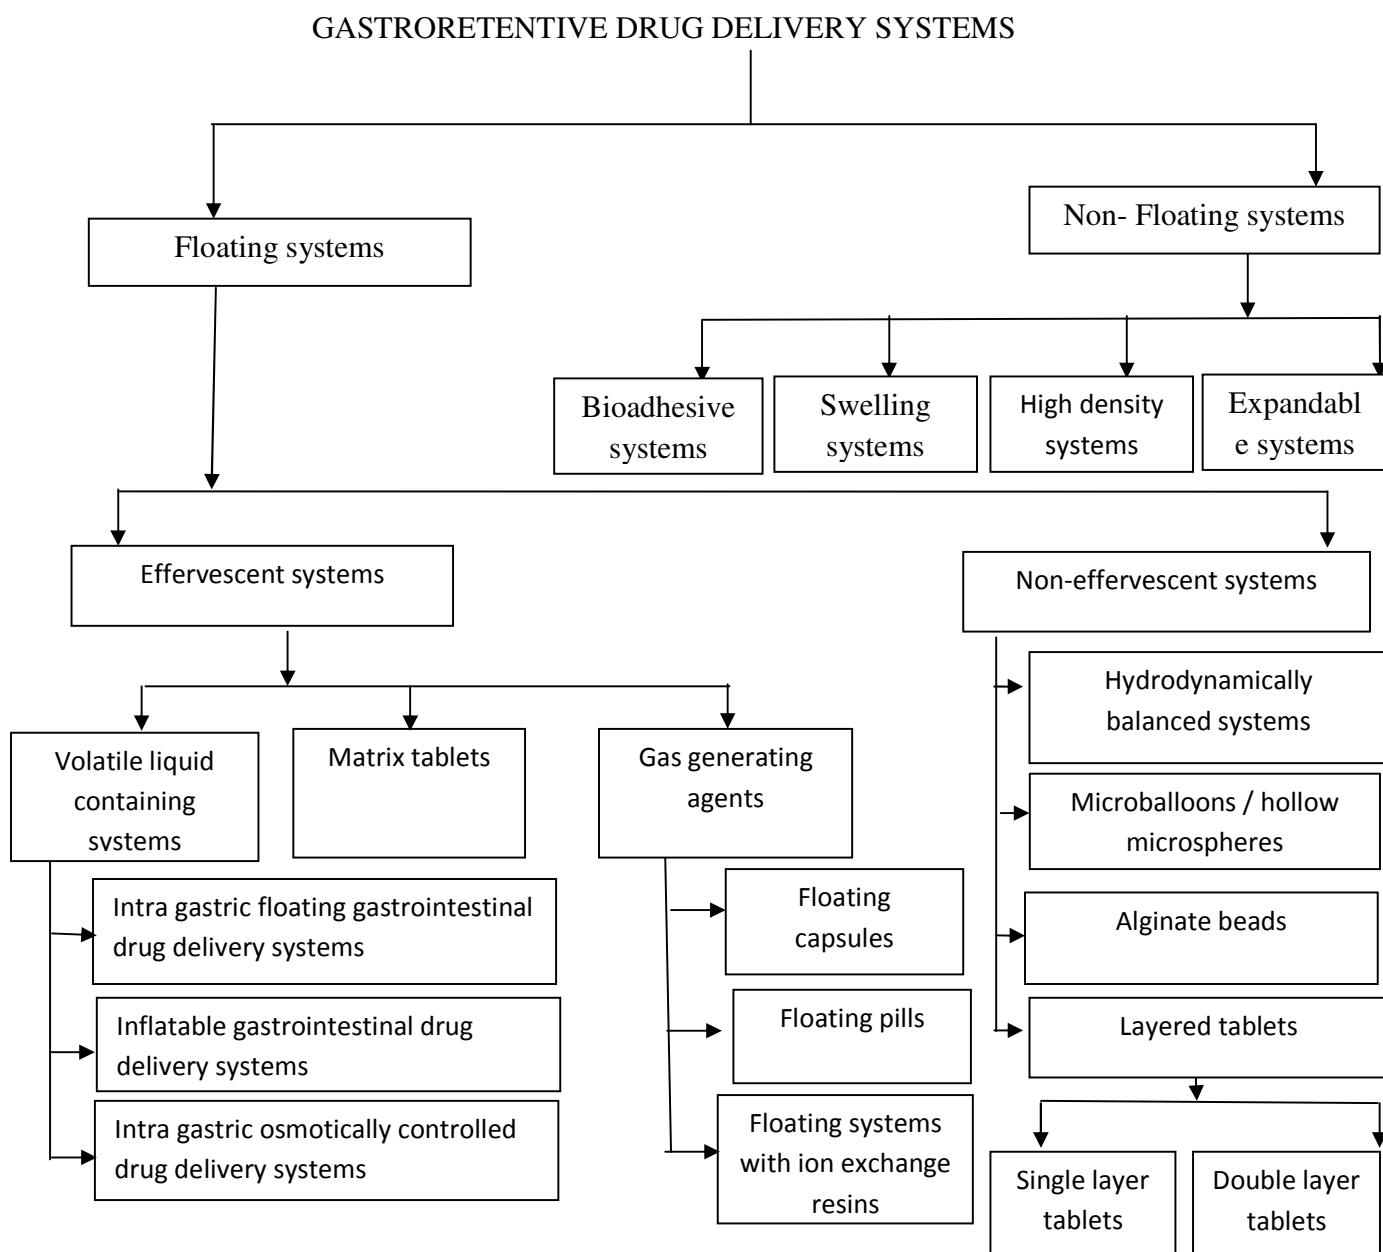 GASTRORETENTIVE DRUG DELIVERY SYSTEMS
Floating systems
Non- Floating systems
Bioadhesive
systems
Swelling
systems
High density
systems
Expandabl
e systems
Effervescent systems
Non-effervescent systems
Volatile liquid
containing
systems
Matrix tablets
Gas generating
agents
Intra gastric floating gastrointestinal
drug delivery systems
Inflatable gastrointestinal drug
delivery systems
Intra gastric osmotically controlled
drug delivery systems
Floating
capsules
Floating pills
Floating systems
with ion exchange
resins
Hydrodynamically
balanced systems
Microballoons / hollow
microspheres
Alginate beads
Layered tablets
Single layer
tablets
Double layer
tablets